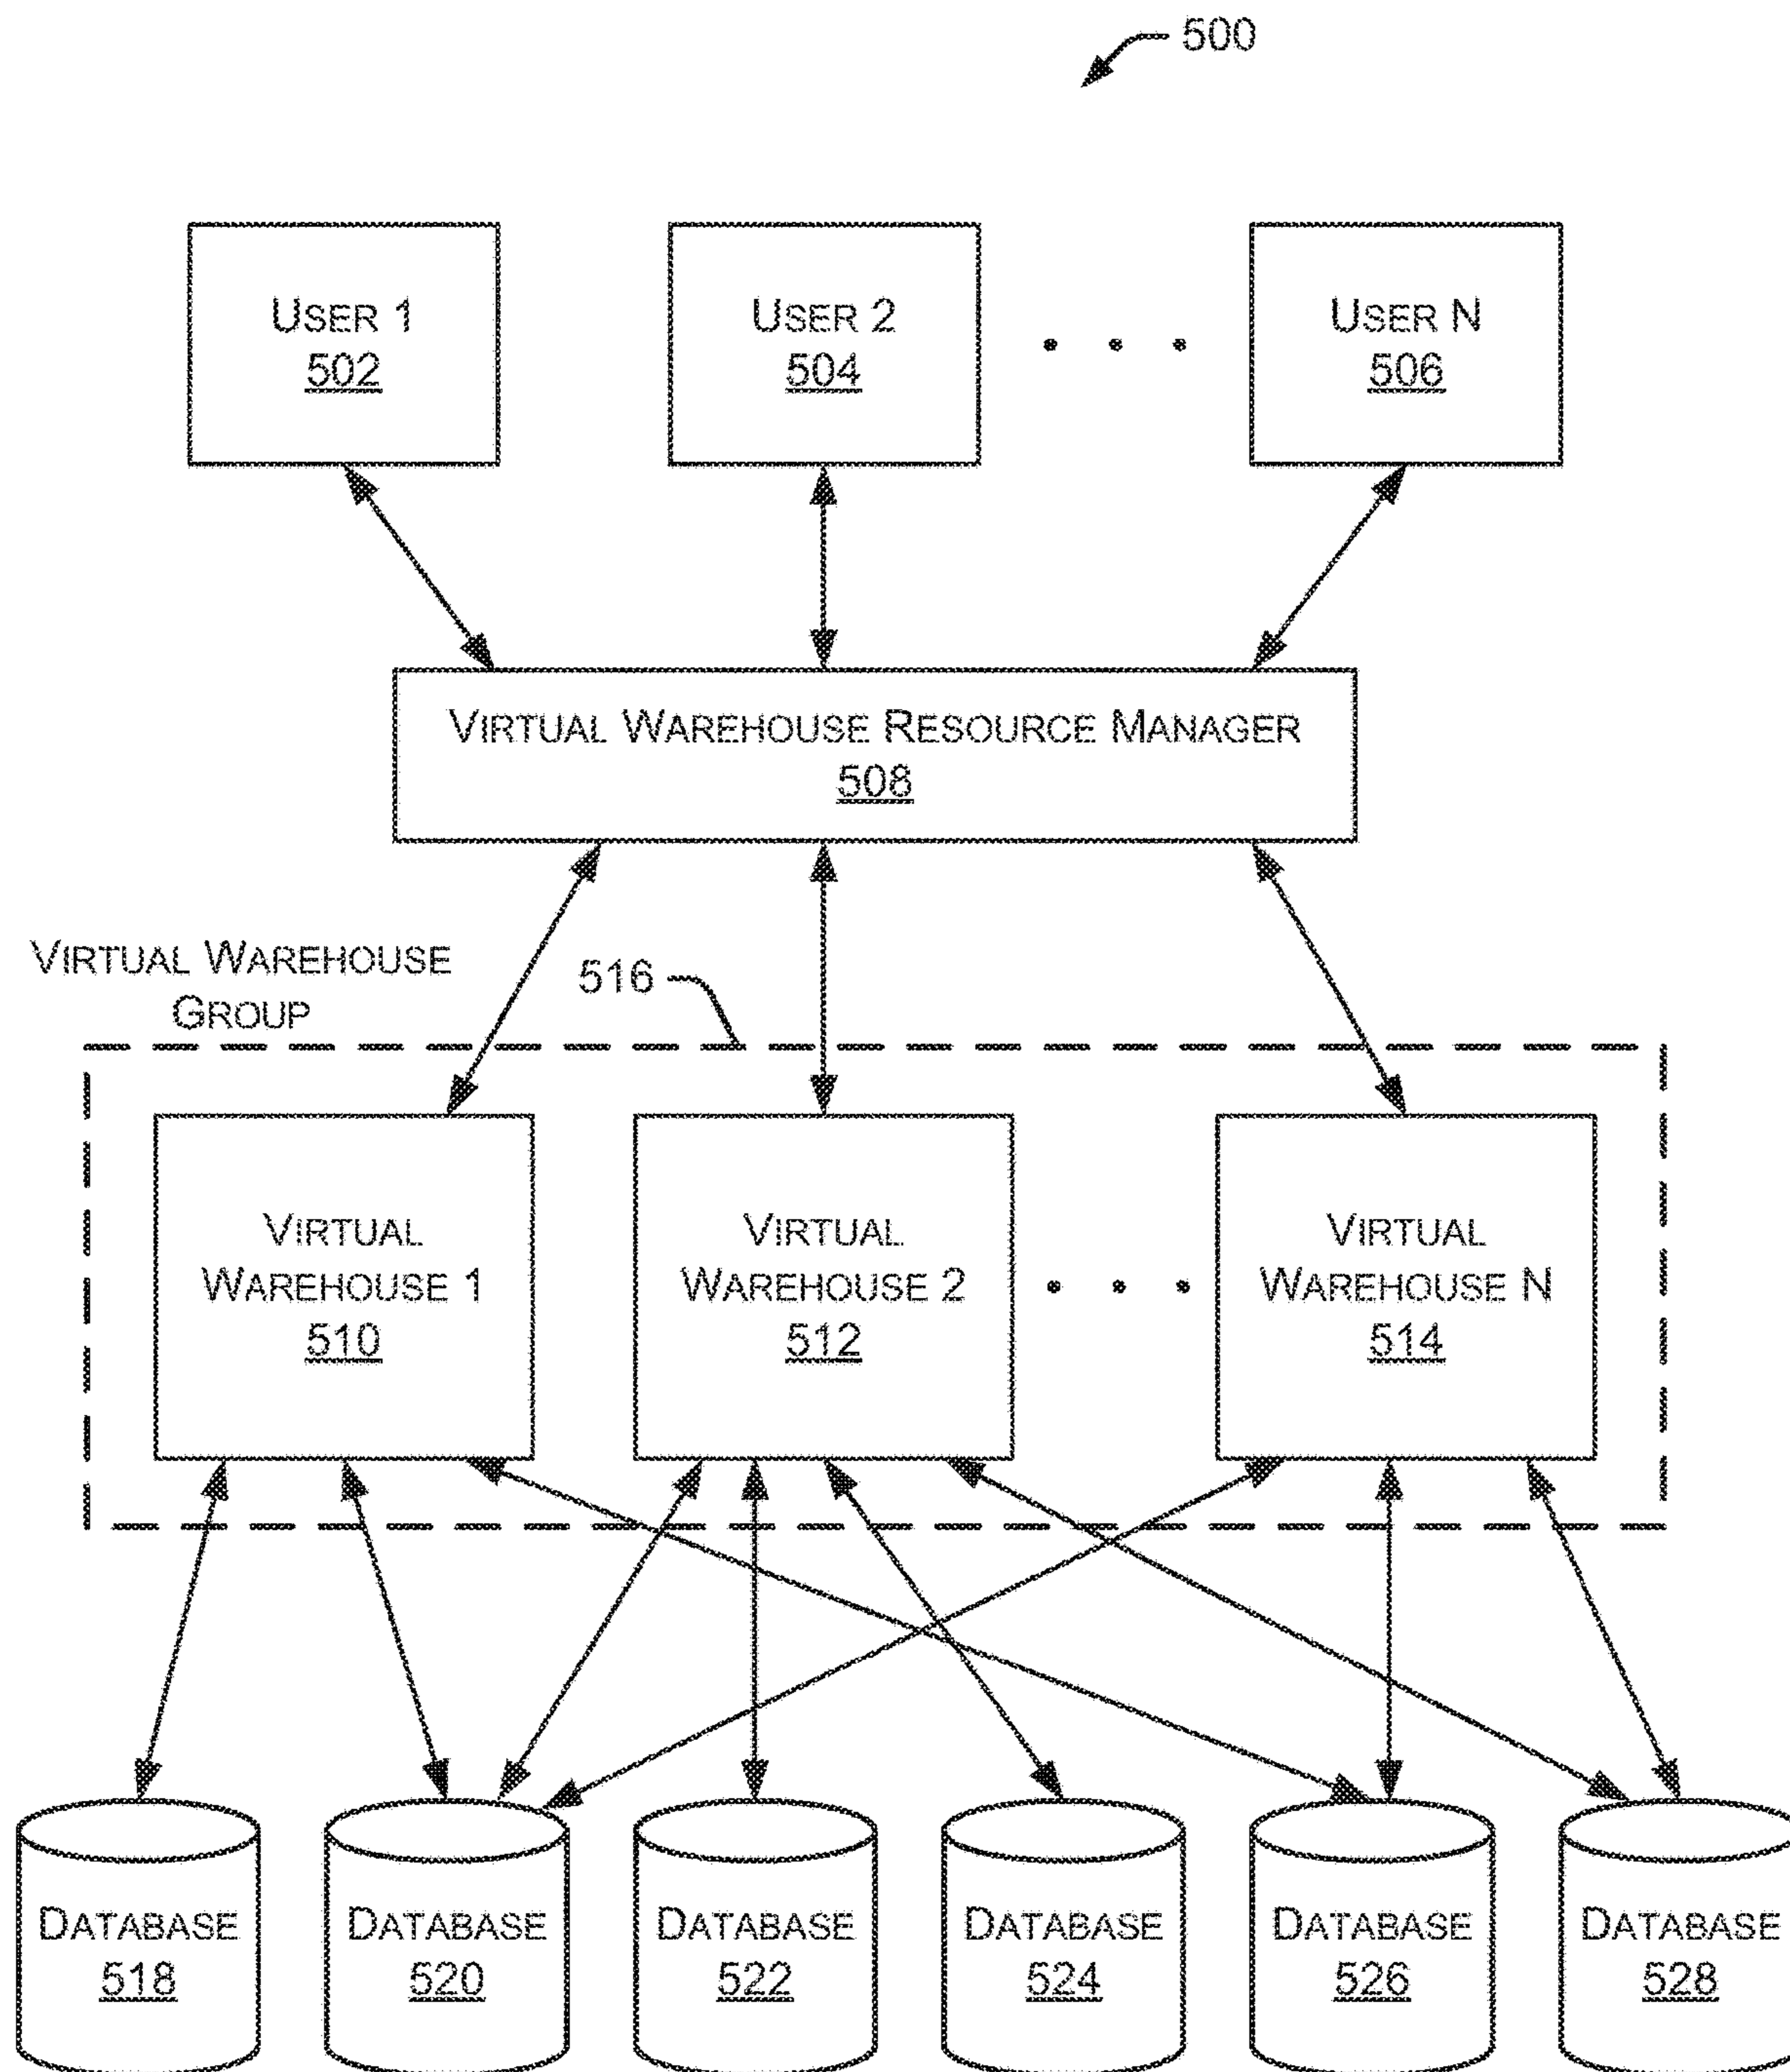 500
USER 1
502
USER 2
504
USER N
506
VIRTUAL WAREHOUSE RESOURCE MANAGER
508
VIRTUAL WAREHOUSE
GROUP
516
VIRTUAL
WAREHOUSE 1
510
VIRTUAL
WAREHOUSE 2
512
VIRTUAL
WAREHOUSE N
514
DATABASE
518
DATABASE
520
DATABASE
522
DATABASE
524
DATABASE
526
DATABASE
528